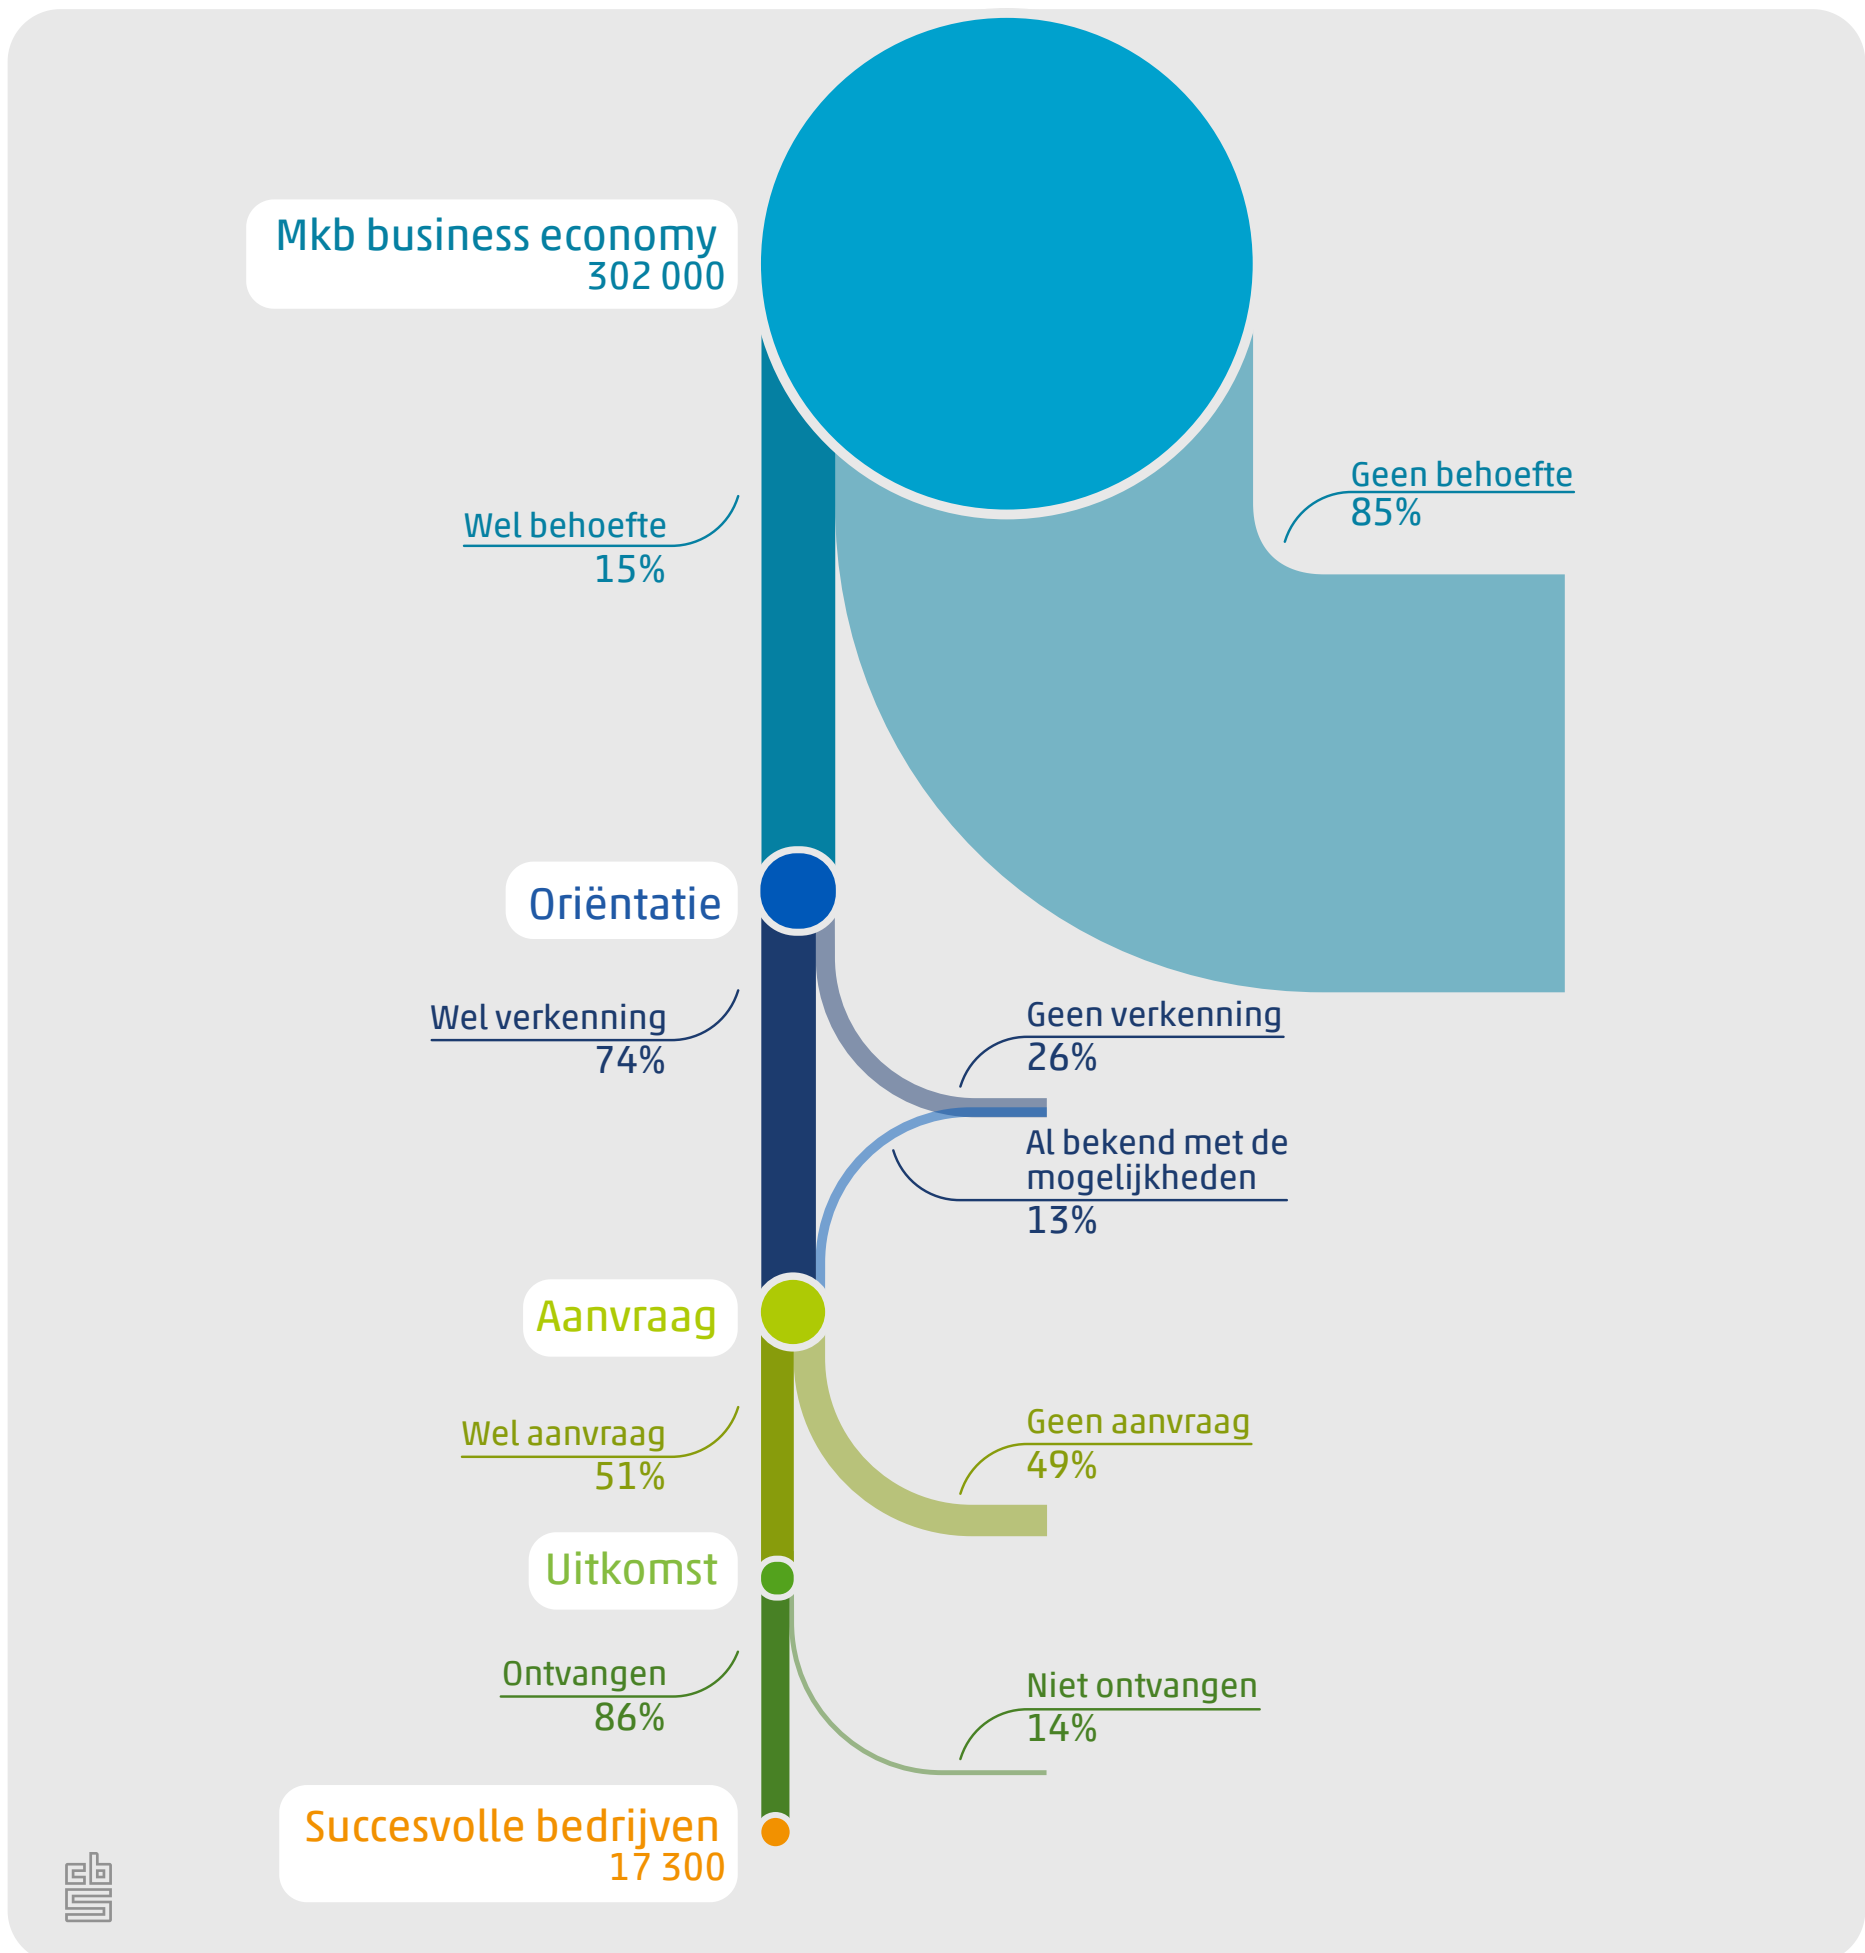 Mkb business economy
302 000
Geen behoefte
85%
Wel behoefte
15%
Oriëntatie
Wel verkenning
74%
Geen verkenning
26%
Al bekend met de
mogelijkheden
13%
Aanvraag
Wel aanvraag
51%
Geen aanvraag
49%
Uitkomst
Ontvangen
86%
Niet ontvangen
14%
Succesvolle bedrijven
17 300
cbs